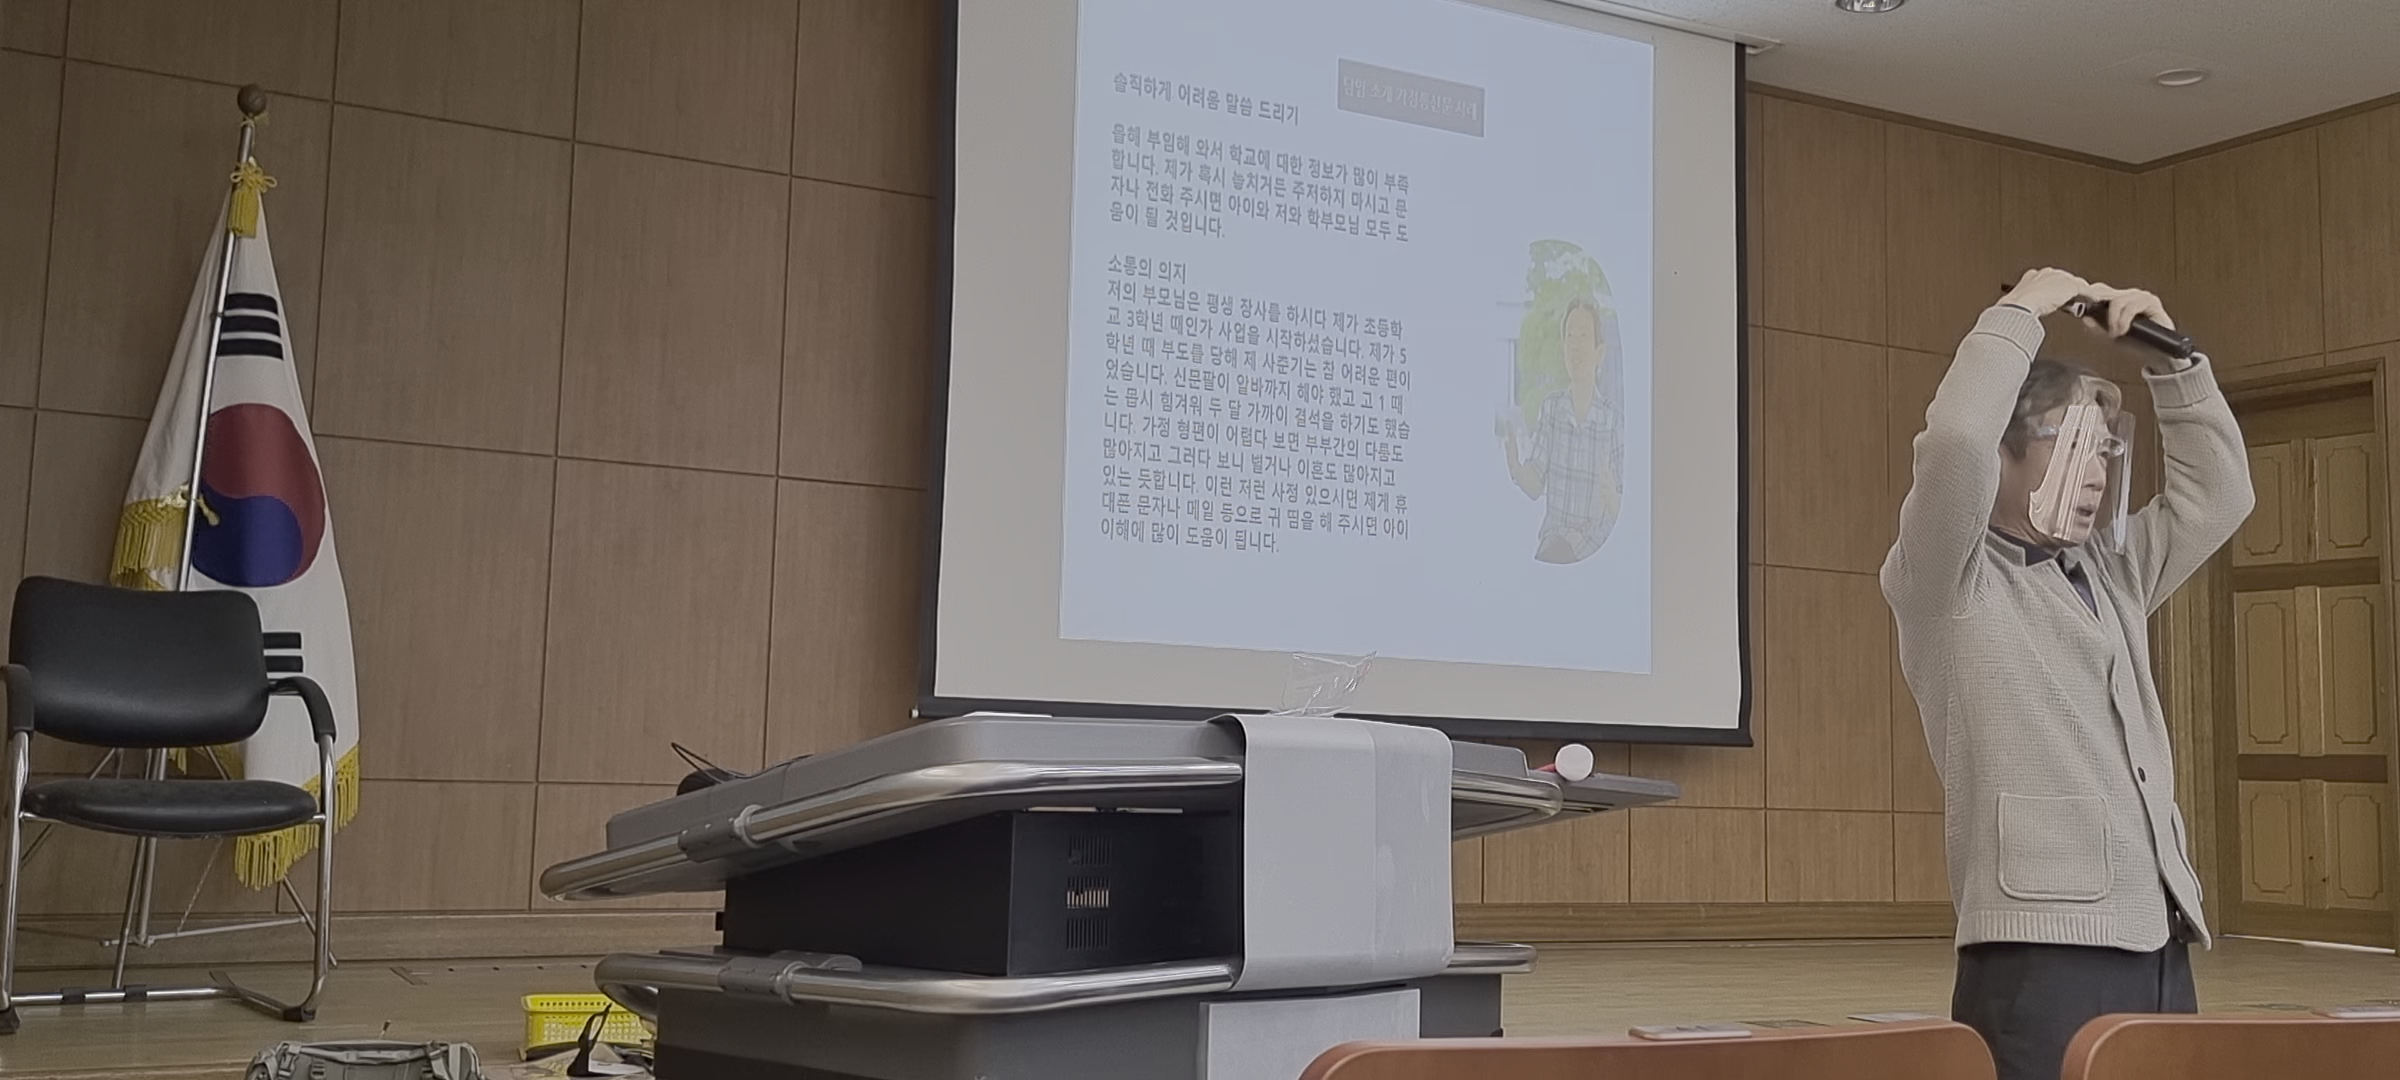 담임 소개 가정통신문 사례
솔직하게 어려움 말씀 드리기
올해 부임해 와서 학교에 대한 정보가 많이 부족
합니다. 제가 혹시 놓치거든 주저하지 마시고 문
자나 전화 주시면 아이와 저와 학부모님 모두 도
움이 될 것입니다.
소통의 의지
저의 부모님은 평생 장사를 하시다 제가 초등학
교 3학년 때인가 사업을 시작하셨습니다. 제가 5
학년 때 부도를 당해 제 사춘기는 참 어려운 편이
었습니다. 신문팔이 알바까지 해야 했고 고 1 때
는 몹시 힘겨워 두 달 가까이 결석을 하기도 했습
니다. 가정 형편이 어렵다 보면 부부간의 다툼도
많아지고 그러다 보니 별거나 이혼도 많아지고
있는 듯합니다. 이런 저런 사정 있으시면 제게 휴
대폰 문자나 메일 등으로 귀 띔을 해 주시면 아이
이해에 많이 도움이 됩니다.